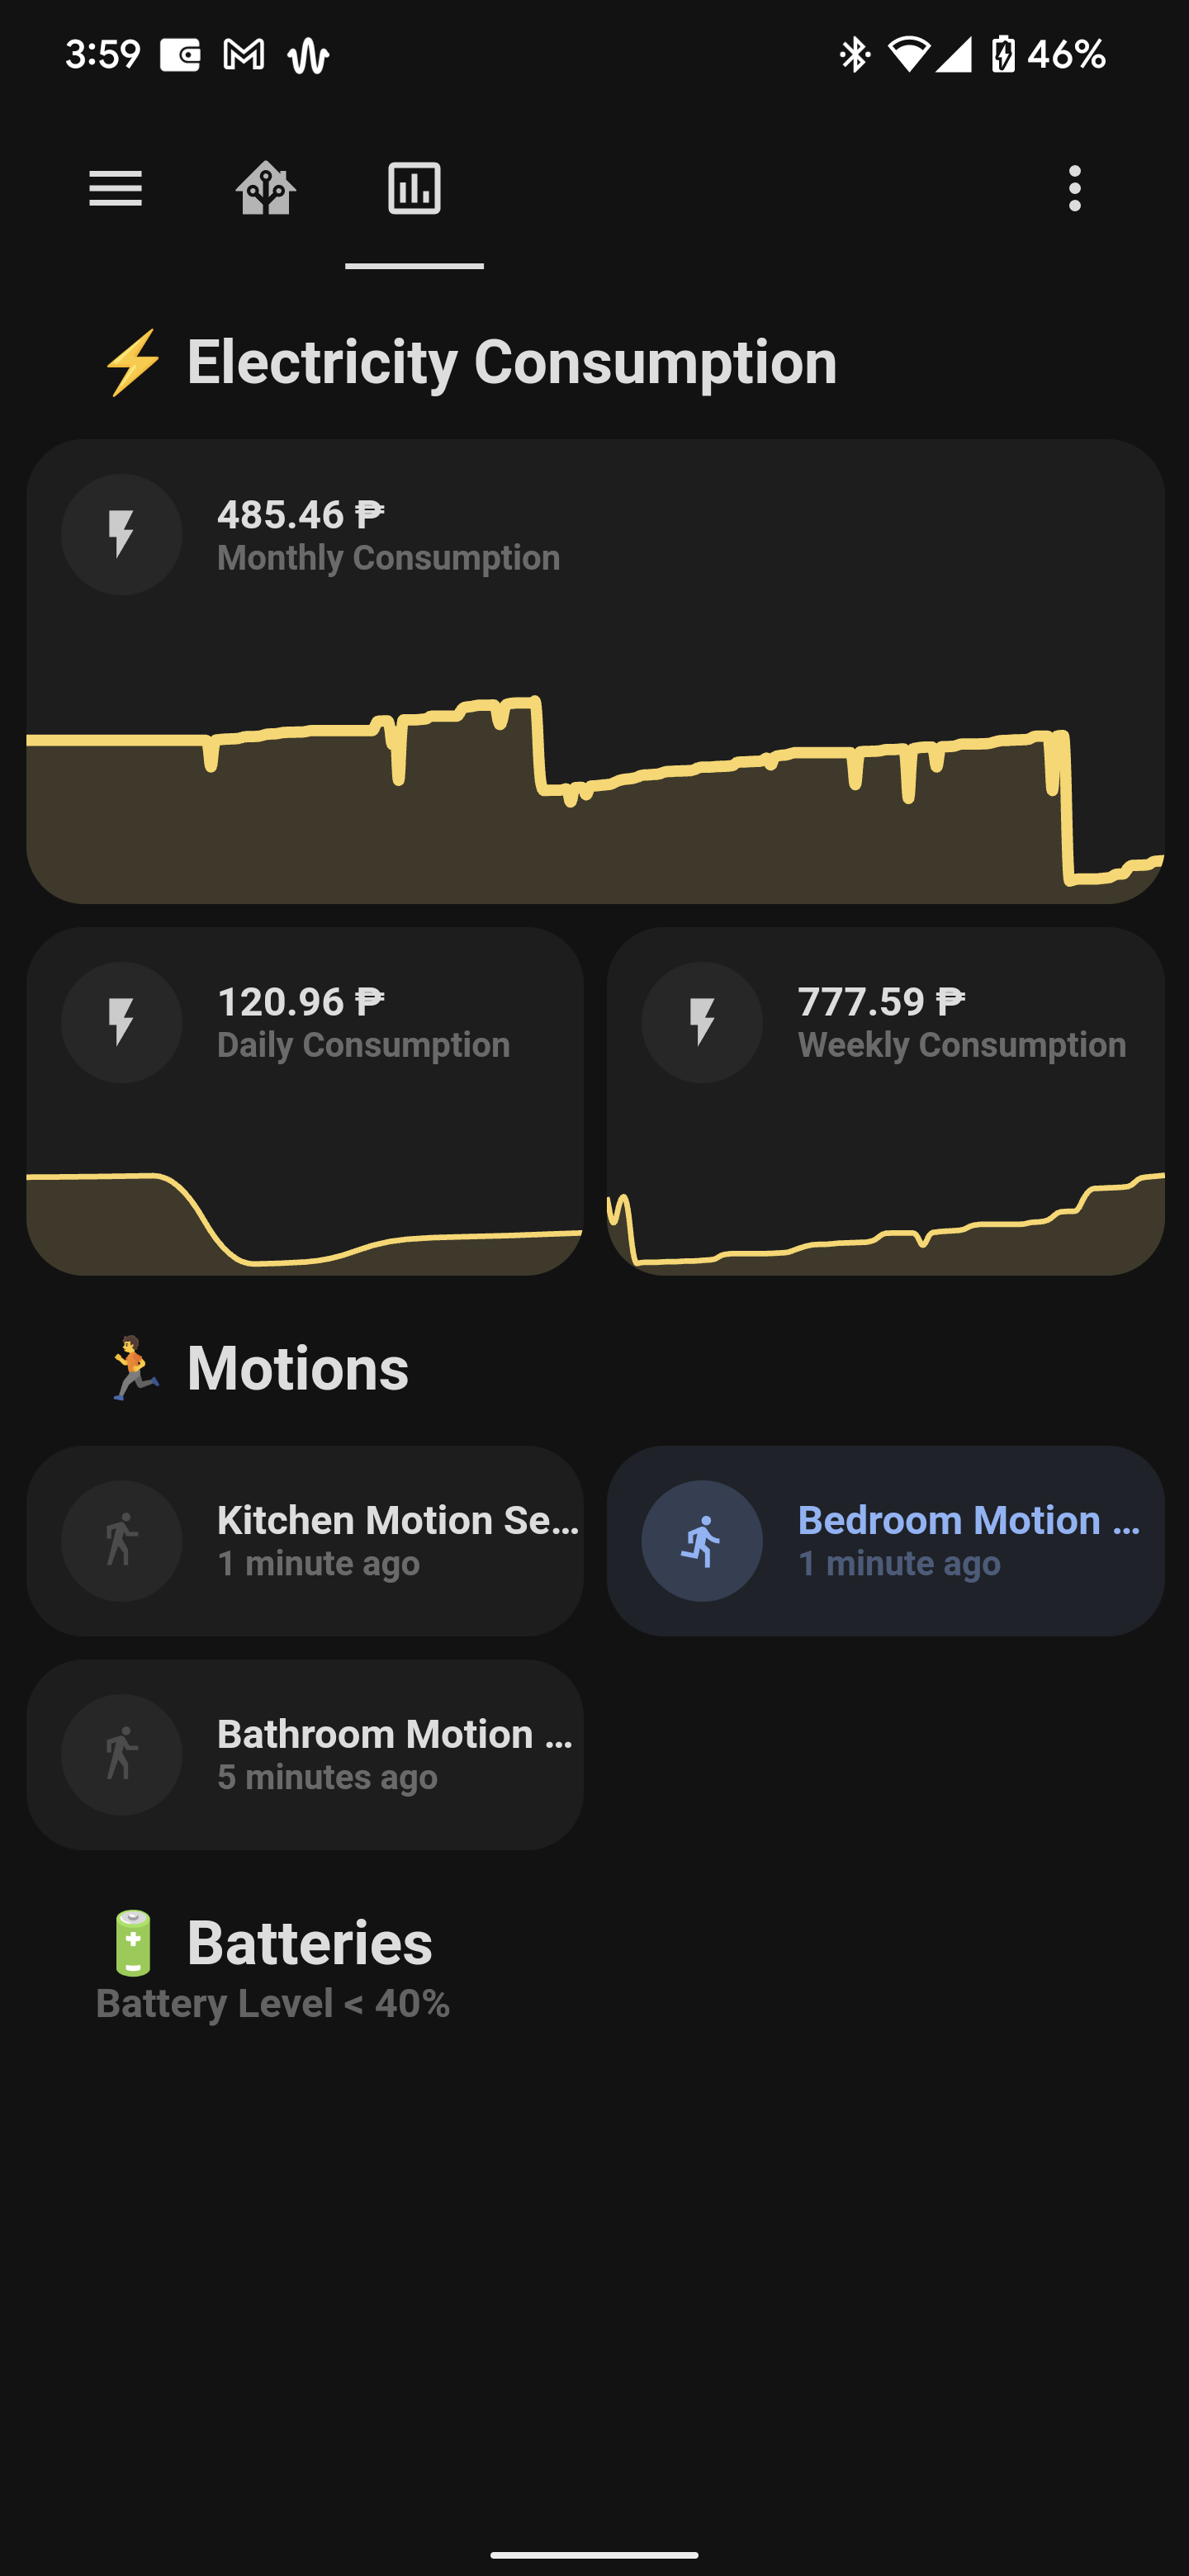 3:59
46%
⚡ Electricity Consumption
485.46 ₱
Monthly Consumption
120.96 ₱
Daily Consumption
777.59 ₱
Weekly Consumption
🏃 Motions
Kitchen Motion Se...
1 minute ago
Bedroom Motion ...
1 minute ago
Bathroom Motion ...
5 minutes ago
🔋 Batteries
Battery Level < 40%